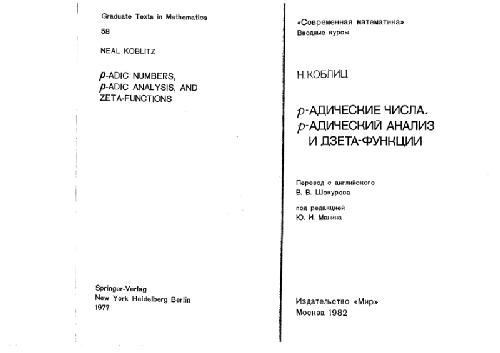 Graduate Texts in Mathematics
58
NEAL KOBLITZ
p-ADIC NUMBERS,
p-ADIC ANALYSIS, AND
ZETA-FUNCTIONS
Springer-Verlag
New York Heidelberg Berlin
1977
«Современная математика»
Вводные курсы
Н. КОБЛИЦ
p-АДИЧЕСКИЕ ЧИСЛА,
p-АДИЧЕСКИЙ АНАЛИЗ
И ДЗЕТА-ФУНКЦИИ
Перевод с английского
В. В. Шокурова
под редакцией
Ю. И. Манина
Издательство «Мир»
Москва 1982